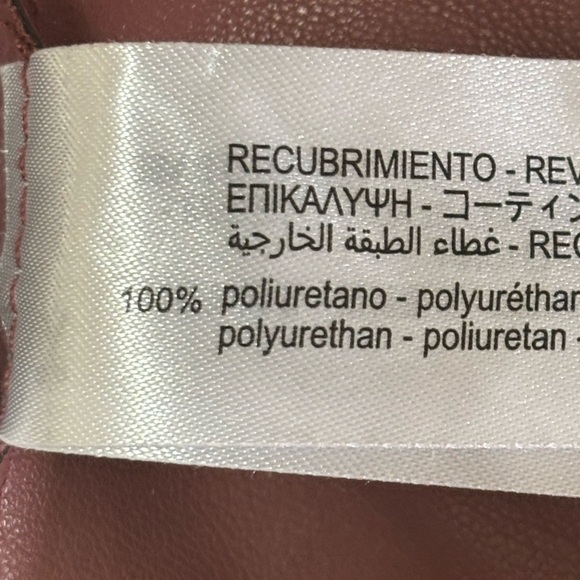 RECUBRIMIENTO - REV
ΕΠΙΚΑΛΥΨΗ - コーティン
غطاء الطبقة الخارجية - REC
100% poliuretano - polyuréthan
polyurethan - poliuretan -